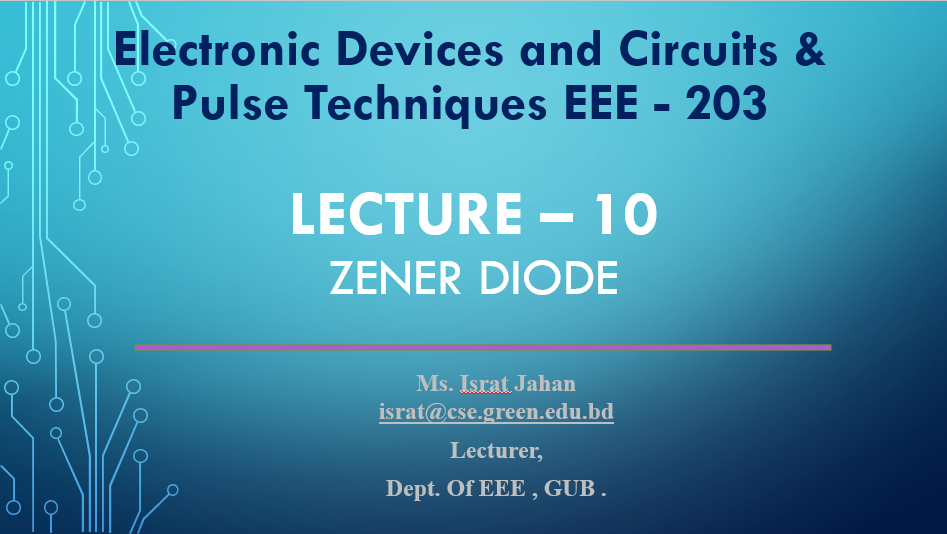 Electronic Devices and Circuits &
Pulse Techniques EEE - 203
LECTURE – 10
ZENER DIODE
Ms. Israt Jahan
israt@cse.green.edu.bd
Lecturer,
Dept. Of EEE , GUB .